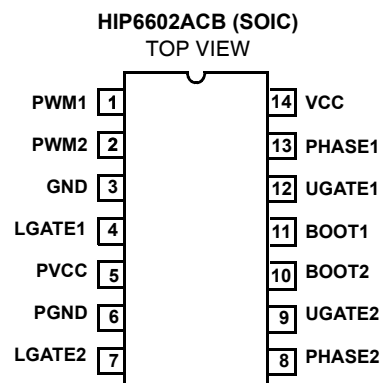 HIP6602ACB (SOIC)
TOP VIEW
PWM1 1
PWM2 2
GND 3
LGATE1 4
PVCC 5
PGND 6
LGATE2 7
14 VCC
13 PHASE1
12 UGATE1
11 BOOT1
10 BOOT2
9 UGATE2
8 PHASE2